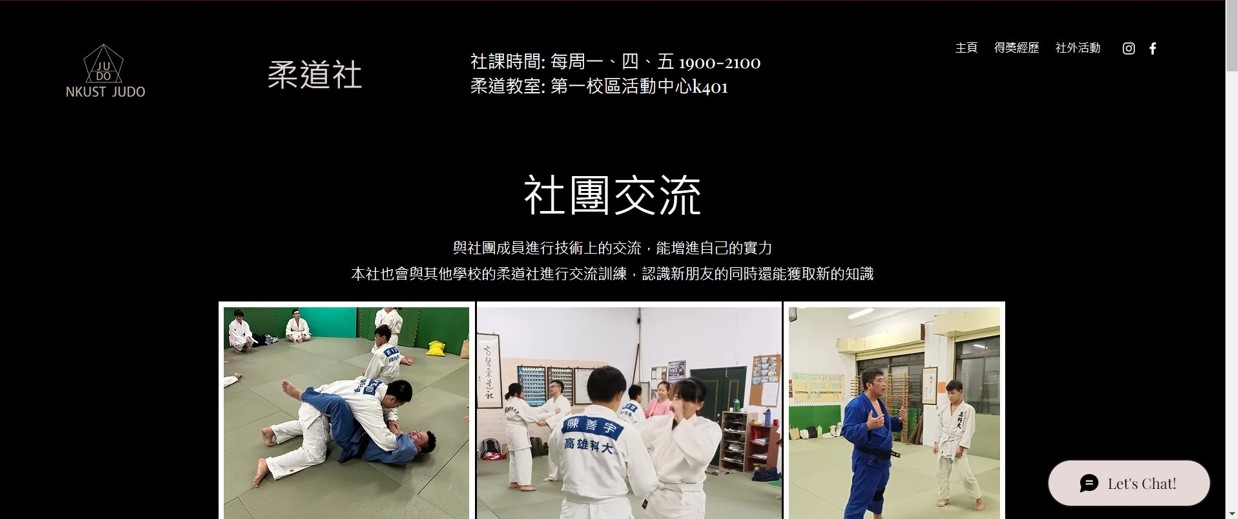 JU
DO
NKUST JUDO
柔道社
社課時間: 每周一、四、五 1900-2100
柔道教室: 第一校區活動中心k401
主頁 得獎經歷 社外活動
社團交流
與社團成員進行技術上的交流，能增進自己的實力
本社也會與其他學校的柔道社進行交流訓練，認識新朋友的同時還能獲取新的知識
陳善宇
高雄科大
Let's Chat!